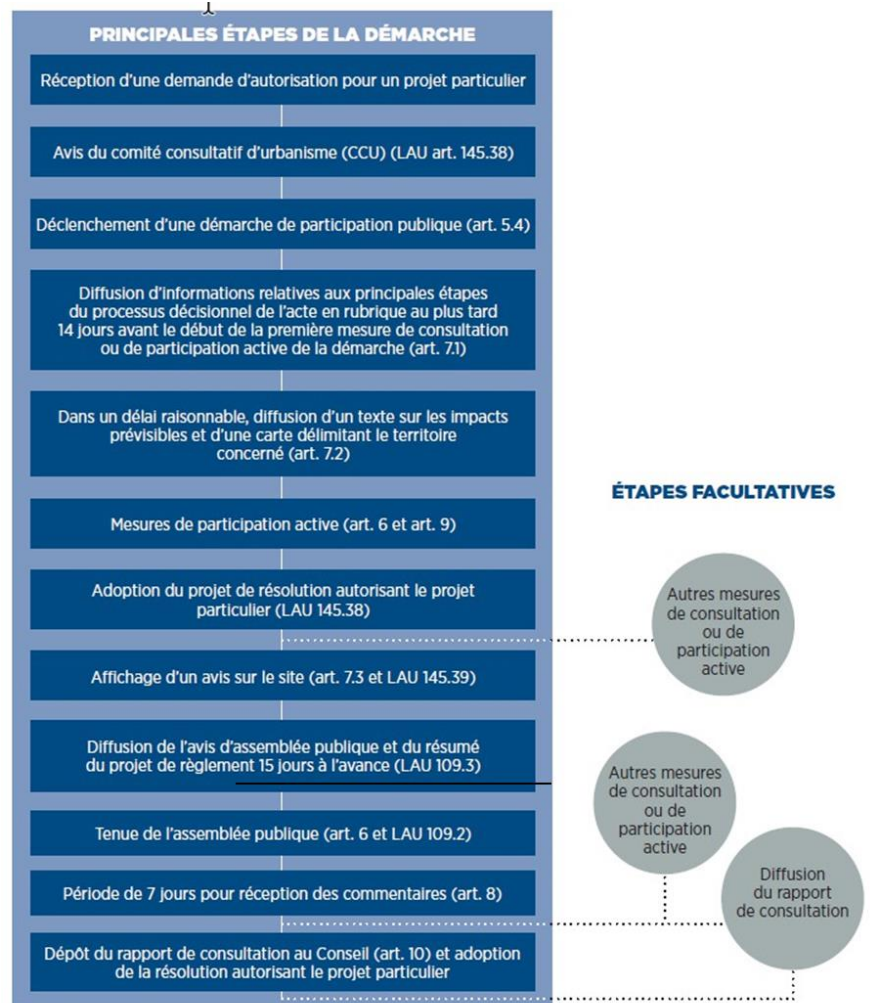 PRINCIPALES ÉTAPES DE LA DÉMARCHE
Réception d'une demande d'autorisation pour un projet particulier
Avis du comité consultatif d'urbanisme (CCU) (LAU art. 145.38)
Déclenchement d'une démarche de participation publique (art. 5.4)
Diffusion d'informations relatives aux principales étapes
du processus décisionnel de l'acte en rubrique au plus tard
14 jours avant le début de la première mesure de consultation
ou de participation active de la démarche (art. 7.1)
Dans un délai raisonnable, diffusion d'un texte sur les impacts
prévisibles et d'une carte délimitant le territoire
concerné (art. 7.2)
Mesures de participation active (art. 6 et art. 9)
Adoption du projet de résolution autorisant le projet
particulier (LAU 145.38)
Affichage d'un avis sur le site (art. 7.3 et LAU 145.39)
Diffusion de l'avis d'assemblée publique et du résumé
du projet de règlement 15 jours à l'avance (LAU 109.3)
Tenue de l'assemblée publique (art. 6 et LAU 109.2)
Période de 7 jours pour réception des commentaires (art. 8)
Dépôt du rapport de consultation au Conseil (art. 10) et adoption
de la résolution autorisant le projet particulier
ÉTAPES FACULTATIVES
Autres mesures
de consultation
ou de
participation
active
Autres mesures
de consultation
ou de
participation
active
Diffusion
du rapport
de consultation